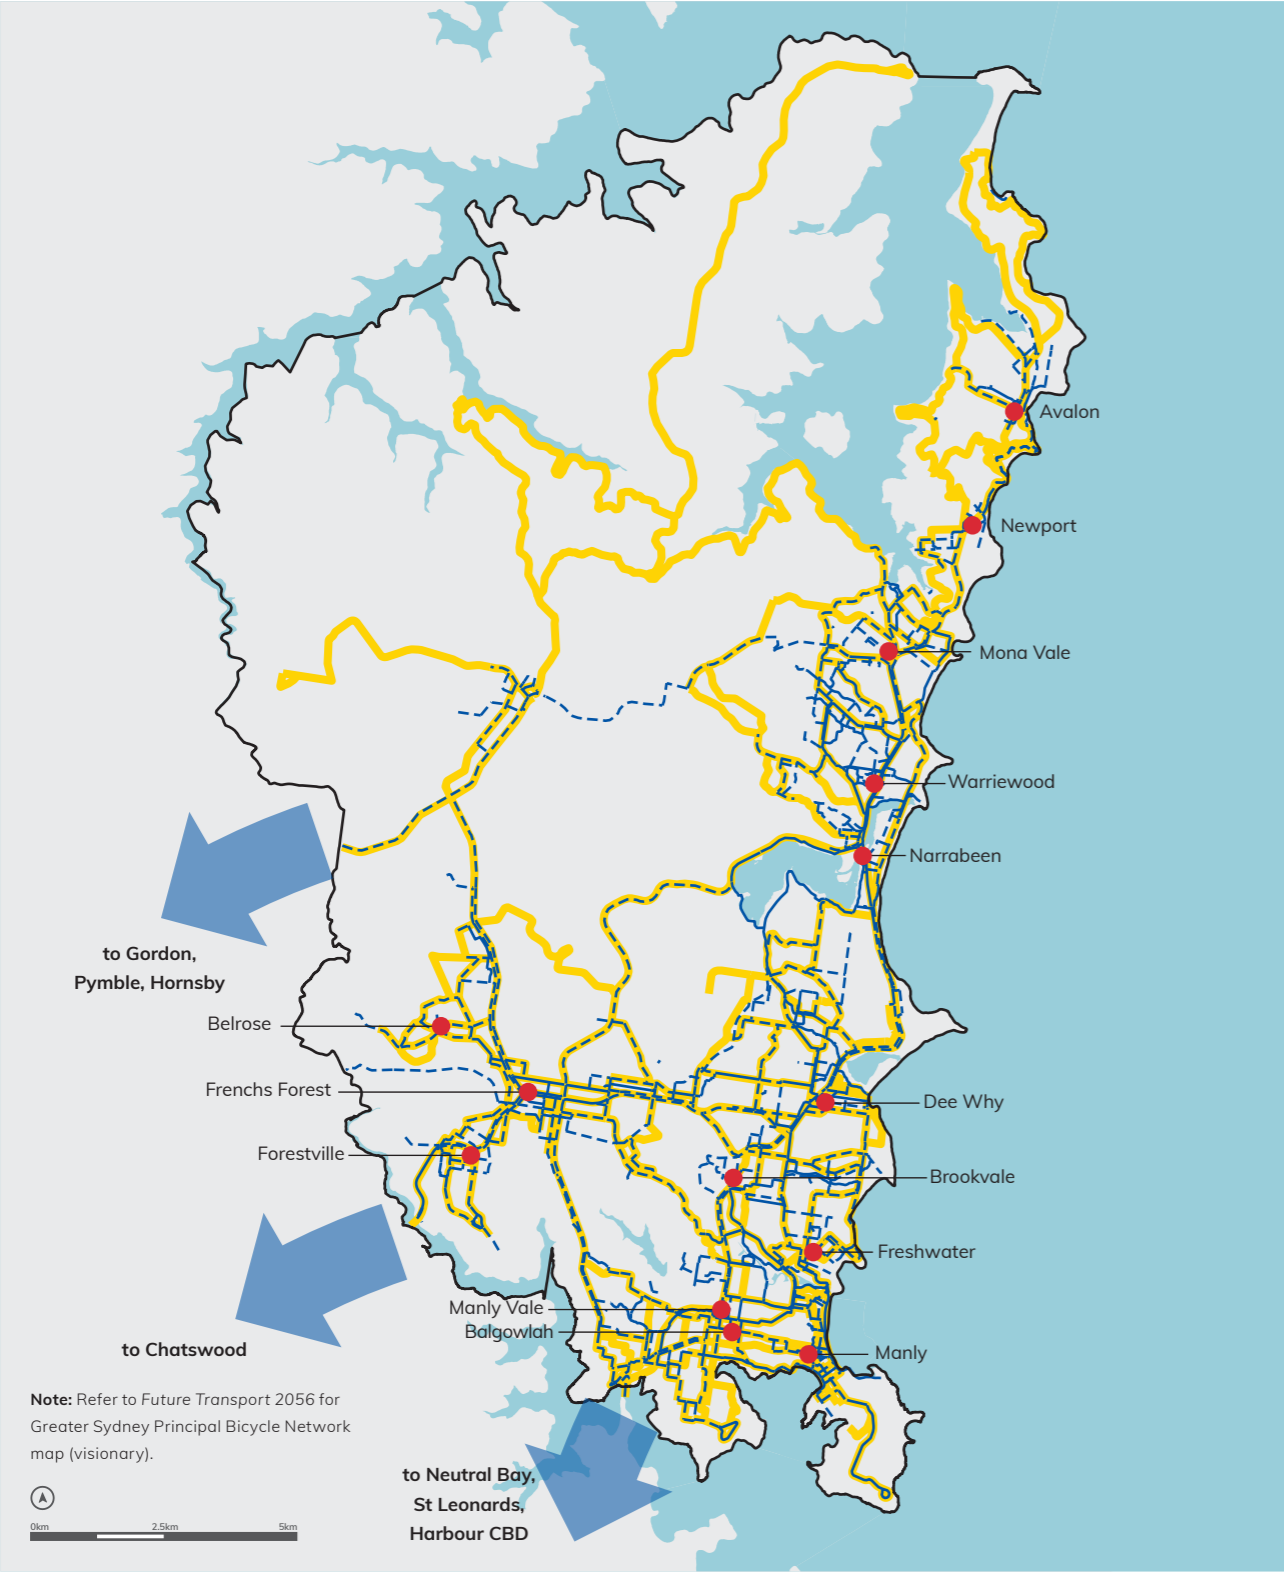 Avalon
Newport
Mona Vale
Warriewood
Narrabeen
to Gordon,
Pymble, Hornsby
Belrose
Frenchs Forest
Dee Why
Forestville
Brookvale
Freshwater
Manly Vale
Balgowlah
to Chatswood
Manly
Note: Refer to Future Transport 2056 for
Greater Sydney Principal Bicycle Network
map (visionary).
to Neutral Bay,
St Leonards,
Harbour CBD
0km 2.5km 5km